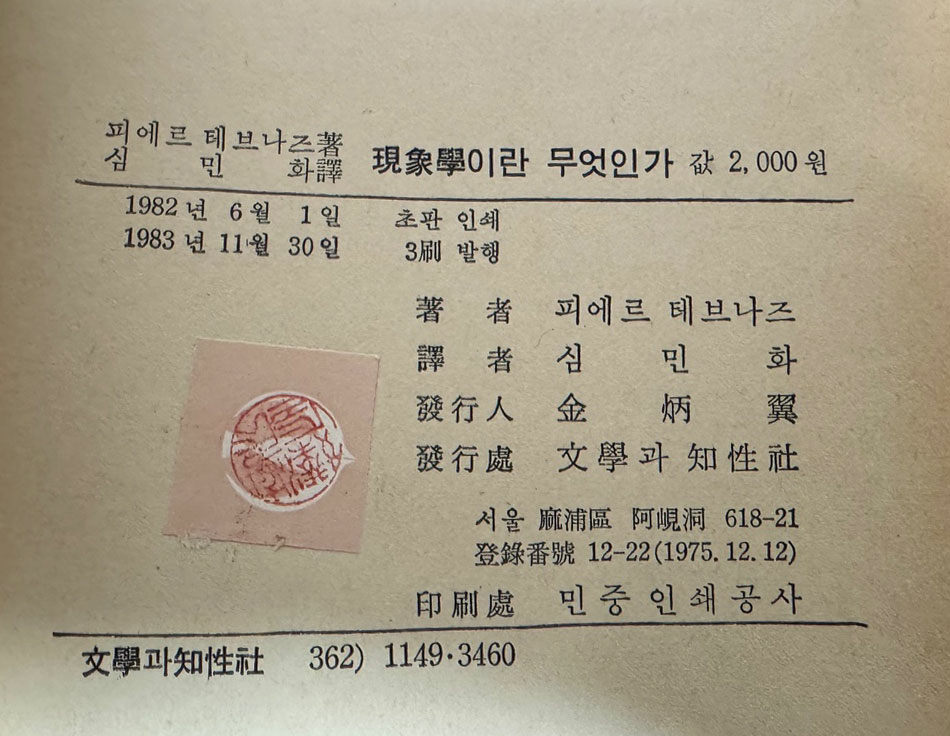 피에르 테브나즈著
심 민 화譯
現象學이란 무엇인가 값 2,000원
1982년 6월 1일 초판 인쇄
1983년 11월 30일 3刷 발행
著 者 피에르 테브나즈
譯 者 심 민 화
發行人 金 炳 翼
發行處 文學과 知性社
서울 麻浦區 阿峴洞 618-21
登錄番號 12-22(1975. 12. 12)
印刷處 민중인쇄공사
文學과知性社 362) 1149·3460